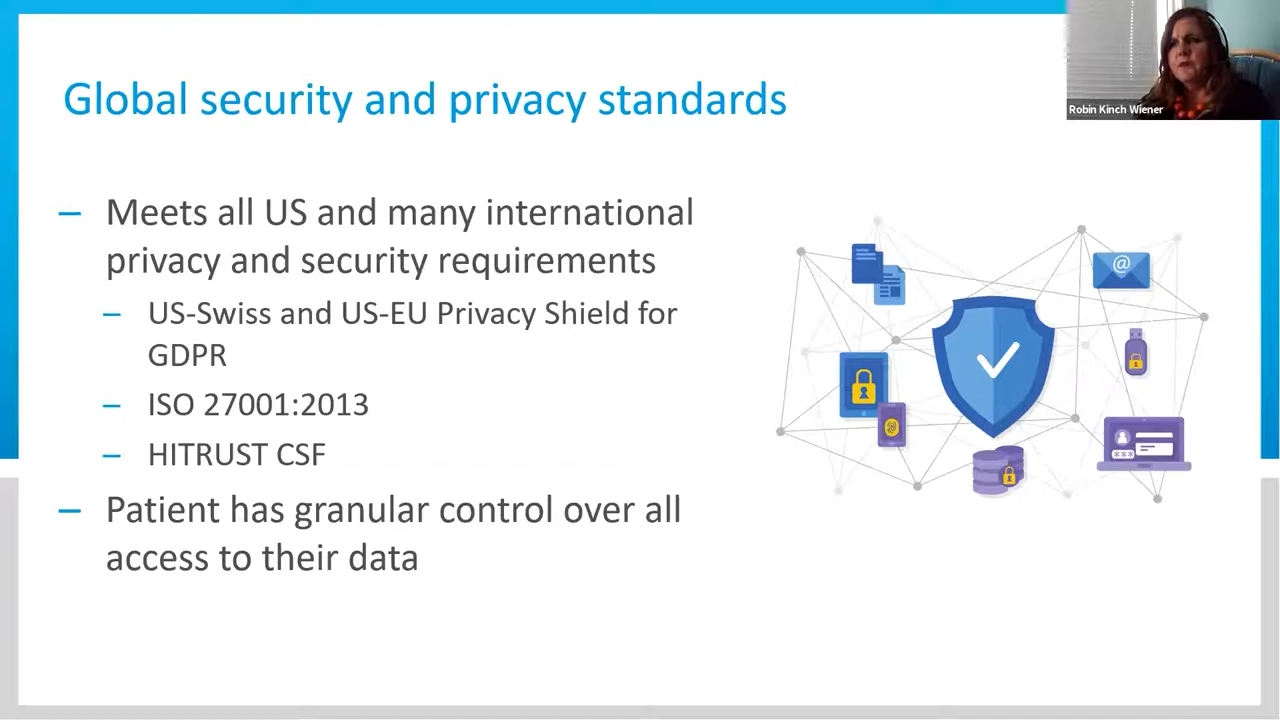 Global security and privacy standards
Robin Kinch Wiener
– Meets all US and many international
privacy and security requirements
– US-Swiss and US-EU Privacy Shield for
GDPR
– ISO 27001:2013
– HITRUST CSF
– Patient has granular control over all
access to their data
@
***